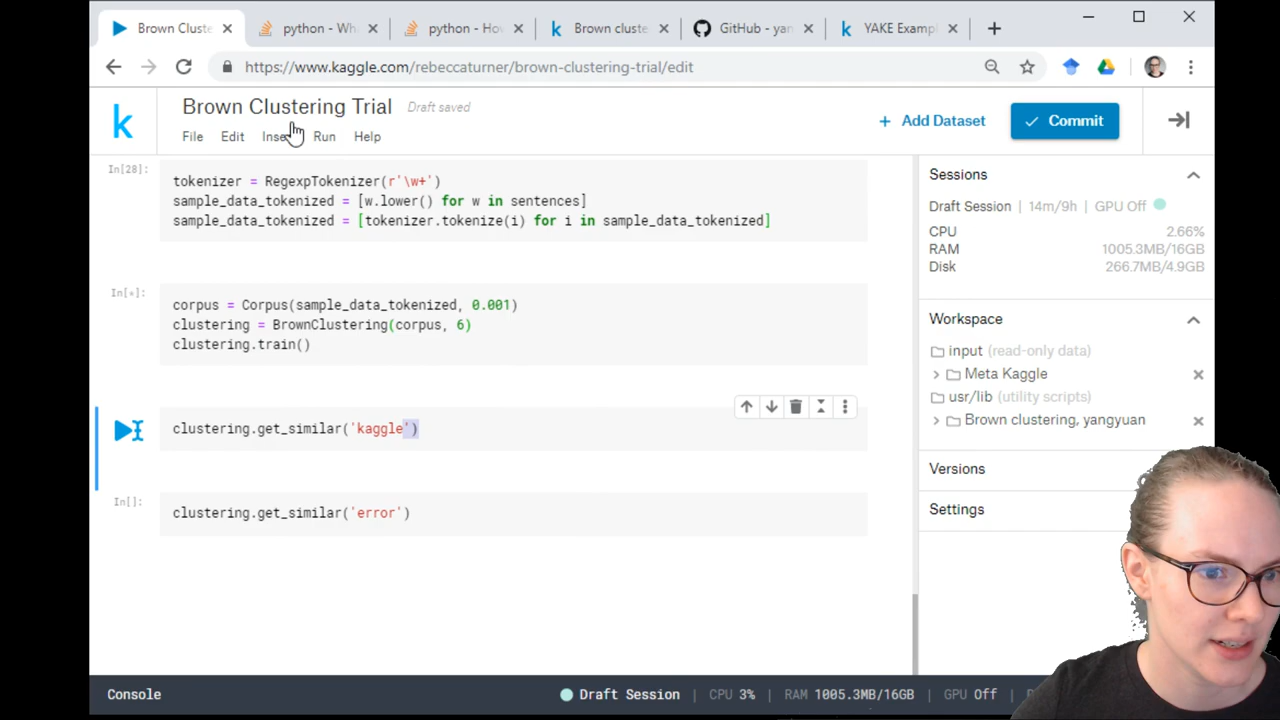 Brown Cluste
python - Wh
python - Hov
Brown cluste
GitHub - yan
YAKE Exampl
https://www.kaggle.com/rebeccaturner/brown-clustering-trial/edit
k
Brown Clustering Trial
Draft saved
File Edit Inse Run Help
+ Add Dataset
Commit
In[28]:
tokenizer = RegexpTokenizer(r'\w+')
sample_data_tokenized = [w.lower() for w in sentences]
sample_data_tokenized = [tokenizer.tokenize(i) for i in sample_data_tokenized]
In[*]:
corpus = Corpus(sample_data_tokenized, 0.001)
clustering = BrownClustering(corpus, 6)
clustering.train()
clustering.get_similar('kaggle')
In[]:
clustering.get_similar('error')
Sessions
Draft Session | 14m/9h | GPU Off
CPU 2.66%
RAM 1005.3MB/16GB
Disk 266.7MB/4.9GB
Workspace
input (read-only data)
Meta Kaggle
usr/lib (utility scripts)
Brown clustering, yangyuan
Versions
Settings
Console
Draft Session CPU 3% RAM 1005.3MB/16GB GPU Off